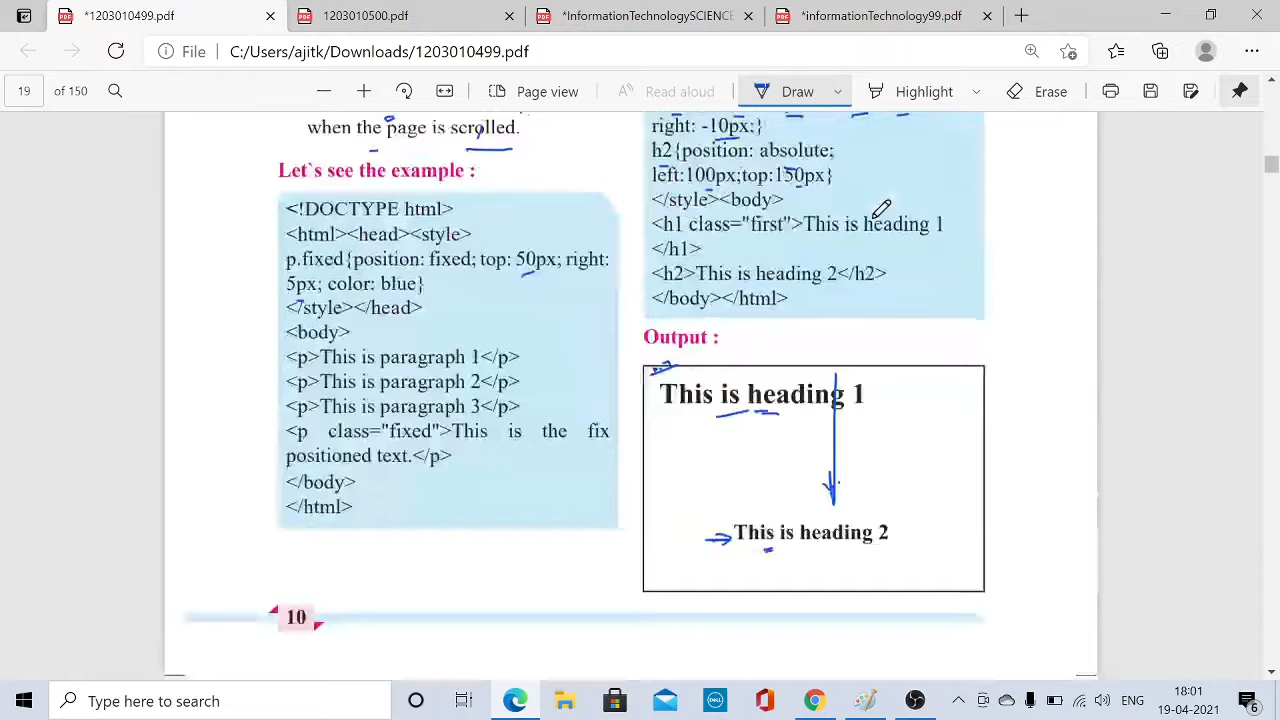 *1203010499.pdf
1203010500.pdf
*InformationTechnologySCIENCE
*InformationTechnology99.pdf
File C:/Users/ajitk/Downloads/1203010499.pdf
19 of 150
Page view
Read aloud
Draw
Highlight
Erase
when the page is scrolled.
Let`s see the example :
<!DOCTYPE html>
<html><head><style>
p.fixed{position: fixed; top: 50px; right:
5px; color: blue}
</style></head>
<body>
<p>This is paragraph 1</p>
<p>This is paragraph 2</p>
<p>This is paragraph 3</p>
<p class="fixed">This is the fix
positioned text.</p>
</body>
</html>
10
right: -10px;}
h2{position: absolute;
left:100px;top:150px}
</style><body>
<h1 class="first">This is heading 1
</h1>
<h2>This is heading 2</h2>
</body></html>
Output :
This is heading 1
This is heading 2
Type here to search
DELL
ENG
18:01
19-04-2021
6